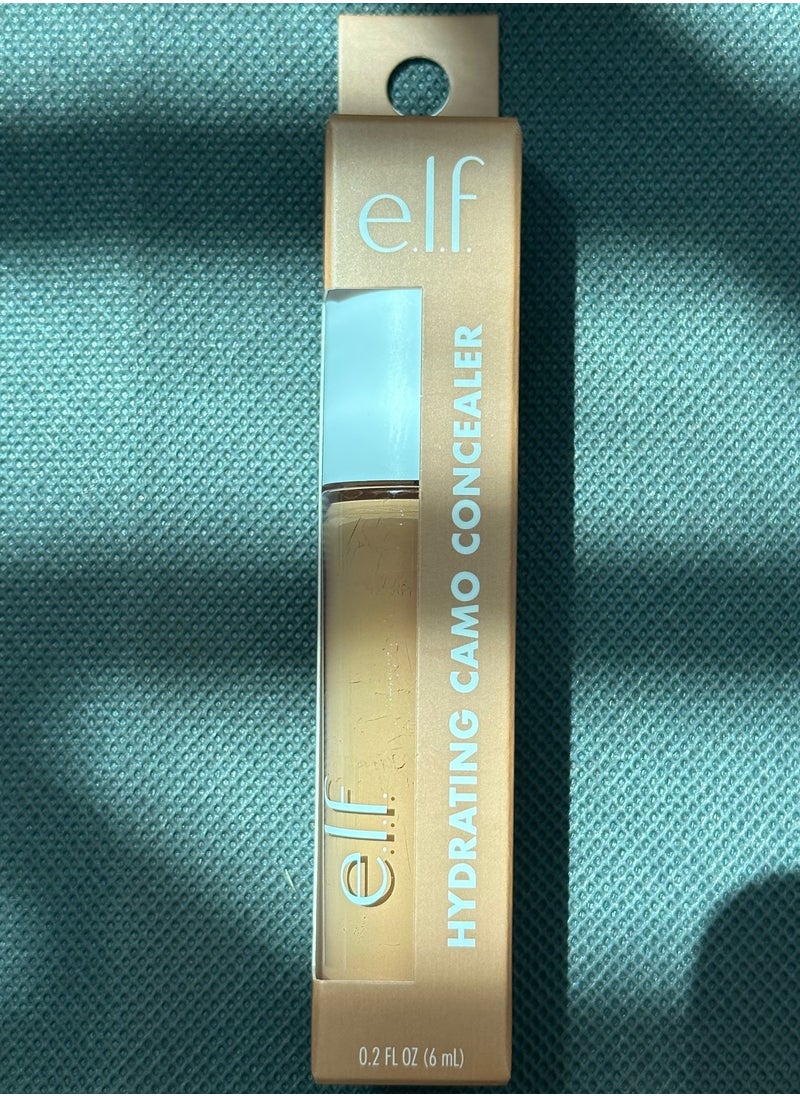 e.l.f.
HYDRATING CAMO CONCEALER
e.l.f.
0.2 FL OZ (6 mL)